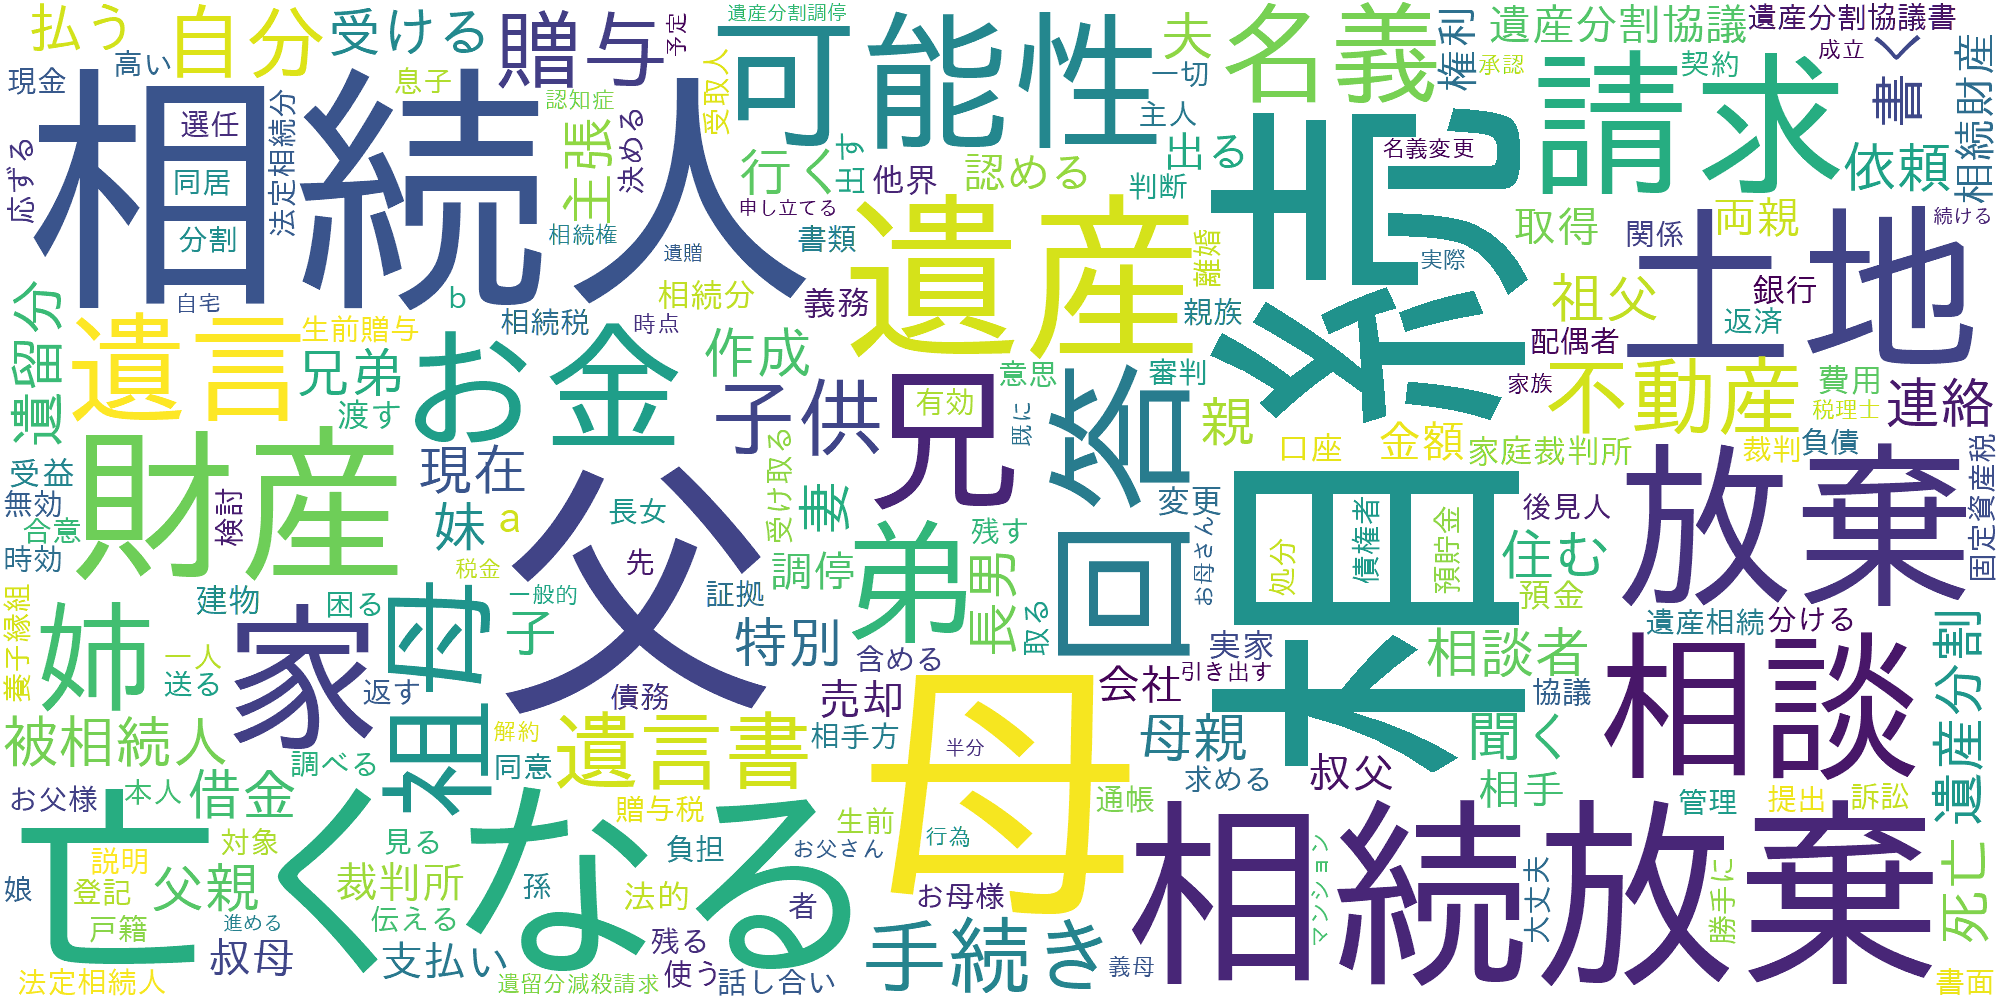 払う
自分
受ける
贈与
遺産分割調停
予定
可能性
夫
名義
遺産分割協議
遺産分割協議書
現金
高い
息子
認知症
受取人
一切
主人
権利
承認
成立
契約
書く
相続財産
相続人
選任
同居
分割
法定相続分
応ずる
主張
決める
行く
出す
他界
認める
出る
判断
名義変更
請求
依頼
相続権
申し立てる
遺贈
書類
遺産
離婚
相続
実際
取得
関係
両親
続ける
土地
自宅
遺留分
遺言
生前贈与
b
相続税
時点
相続分
義務
親族
祖父
銀行
返済
兄弟
お金
作成
意思
審判
配偶者
家族
不動産
費用
税理士
連絡
渡す
子供
有効
既に
兄
回答
親
口座
金額
家庭裁判所
裁判
負債
固定資産税
財産
受益
無効
合意
時効
検討
現在
妹
a
長女
受け取る
妻
変更
お母さん
処分
債権者
預貯金
後見人
放棄
父
先
税金
一般的
調停
弟
残す
長男
本目
住む
預金
養子縁組
姉
建物
困る
祖母
子
証拠
特別
取る
実家
遺産相続
分ける
遺産分割
一人
送る
家
返す
債務
含める
会社
引き出す
相談者
協議
相談
売却
被相続人
解約
同意
遺言書
相手方
半分
母
母親
求める
叔父
聞く
相手
お父様
本人
借金
調べる
贈与税
生前
通帳
管理
提出
訴訟
亡くなる
対象
見る
負担
お父さん
行為
相続放棄
マンション
説明
登記
父親
裁判所
孫
法的
お母様
者
娘
戸籍
進める
伝える
大丈夫
勝手に
死亡
叔母
支払い
残る
使う
手続き
義母
法定相続人
遺留分減殺請求
話し合い
書面